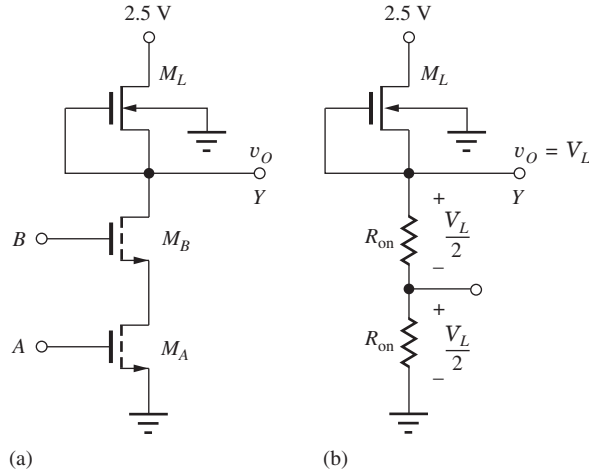 2.5 V
M_L
v_O
Y
B
M_B
A
M_A
(a)
2.5 V
M_L
v_O = V_L
Y
+
R_on
V_L
2
–
+
R_on
V_L
2
–
(b)